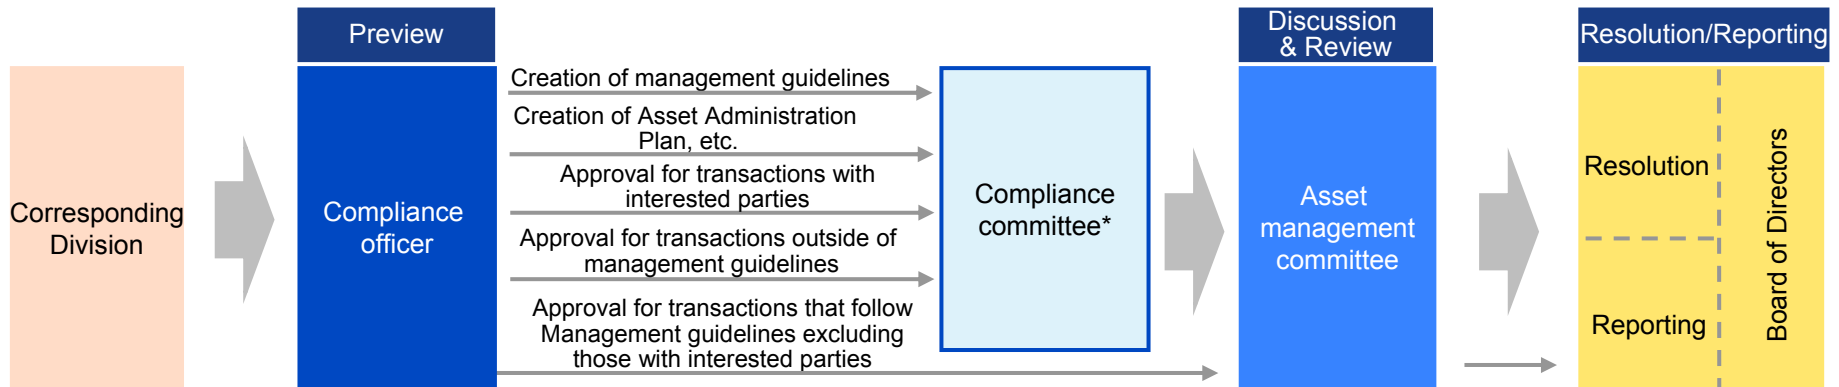 Preview
Discussion
& Review
Resolution/Reporting
Corresponding
Division
Compliance
officer
Creation of management guidelines
Creation of Asset Administration
Plan, etc.
Approval for transactions with
interested parties
Approval for transactions outside of
management guidelines
Approval for transactions that follow
Management guidelines excluding
those with interested parties
Compliance
committee*
Asset
management
committee
Resolution
Reporting
Board of Directors